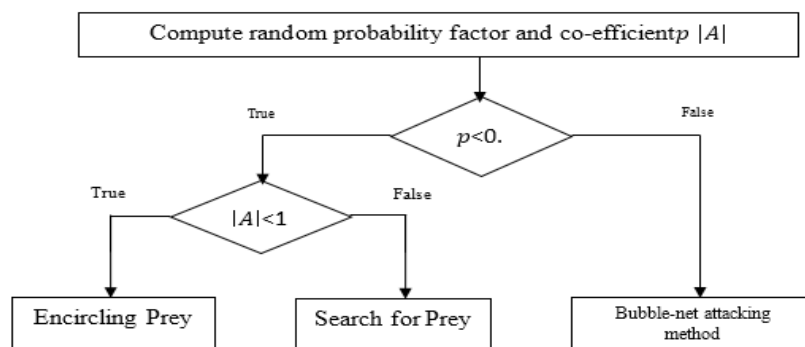 Compute random probability factor and co-efficientp |A|
True
False
p<0.
True
False
|A|<1
Encircling Prey
Search for Prey
Bubble-net attacking
method